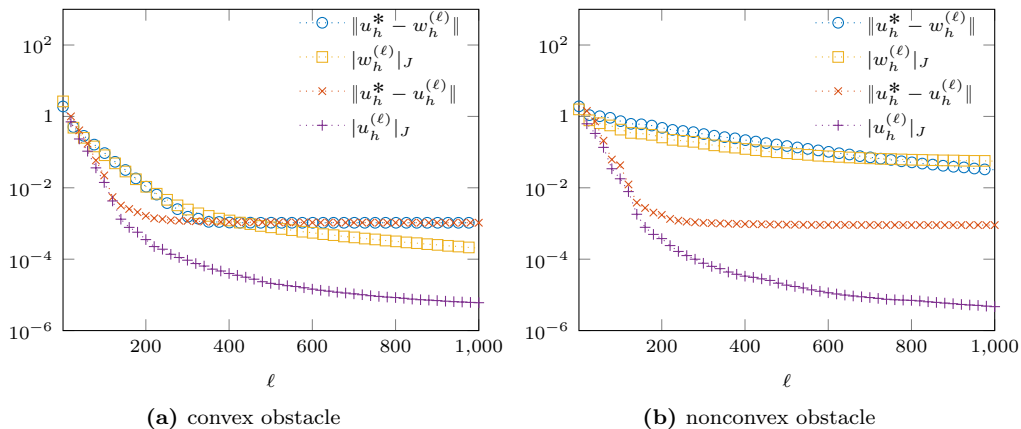 10^2
1
10^−2
10^−4
10^−6
200
400
600
800
1,000
ℓ
‖u_h^* − w_h^(ℓ)‖
|w_h^(ℓ)|_J
‖u_h^* − u_h^(ℓ)‖
|u_h^(ℓ)|_J
(a) convex obstacle
10^2
1
10^−2
10^−4
10^−6
200
400
600
800
1,000
ℓ
‖u_h^* − w_h^(ℓ)‖
|w_h^(ℓ)|_J
‖u_h^* − u_h^(ℓ)‖
|u_h^(ℓ)|_J
(b) nonconvex obstacle